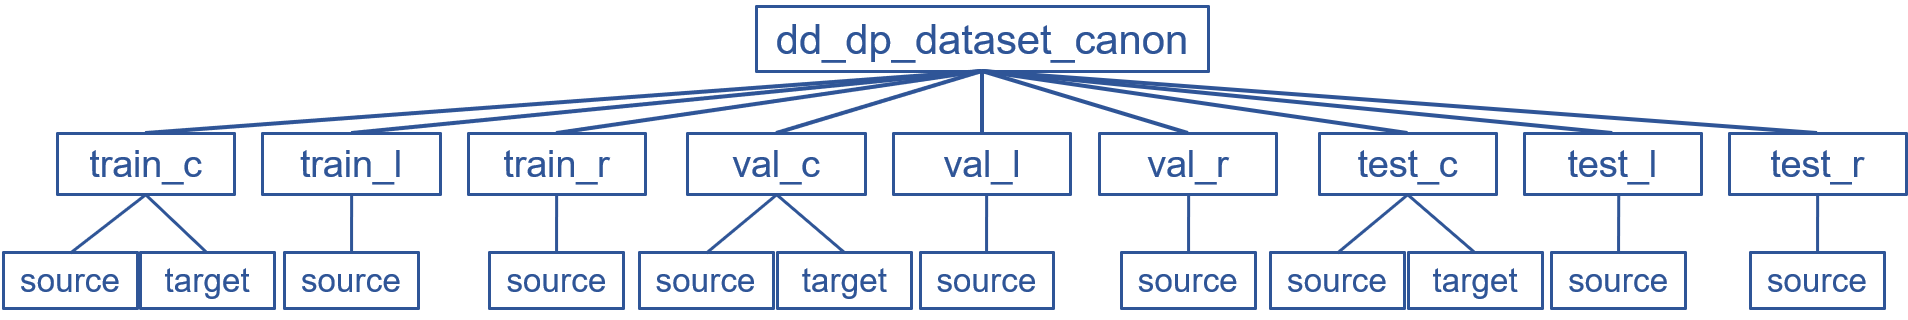 dd_dp_dataset_canon
train_c train_l train_r val_c val_l val_r test_c test_l test_r
source target source source source target source source source target source source